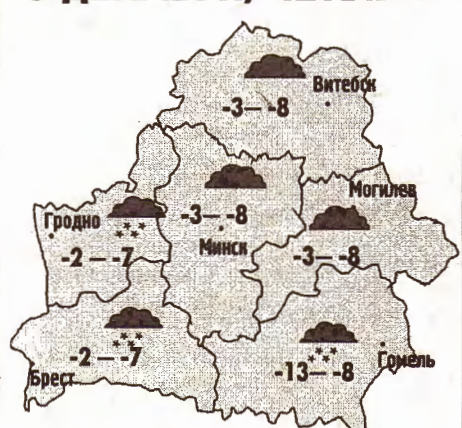 Витебск
-3— -8
Могилев
Гродно
-3— -8
Минск
-2 — -7
-3— -8
-2 — -7
-13— -8
Гомель
Брест